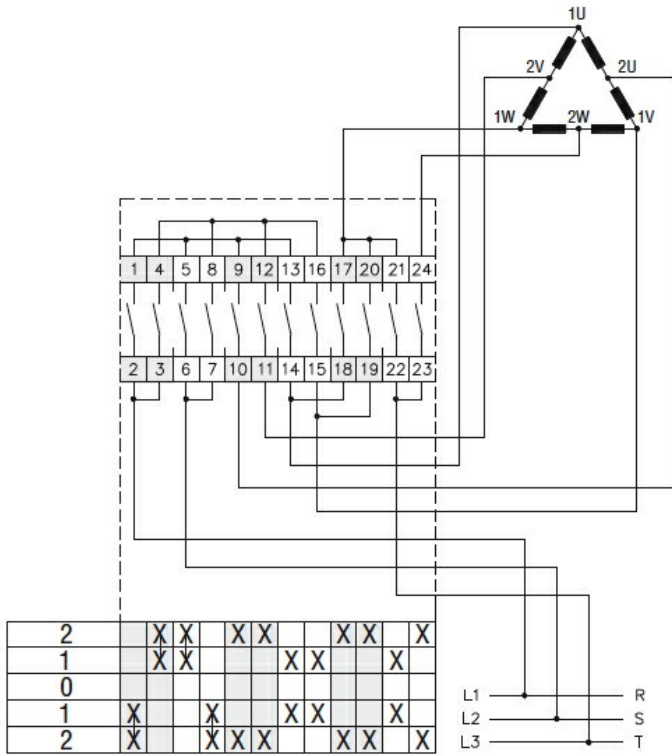 1U
2V 2U
1W 2W 1V
1 4 5 8 9 12 13 16 17 20 21 24
2 3 6 7 10 11 14 15 18 19 22 23
2 X X X X X X X
1 X X X X X
0
1 X X X X X
2 X X X X X X X
L1 R
L2 S
L3 T